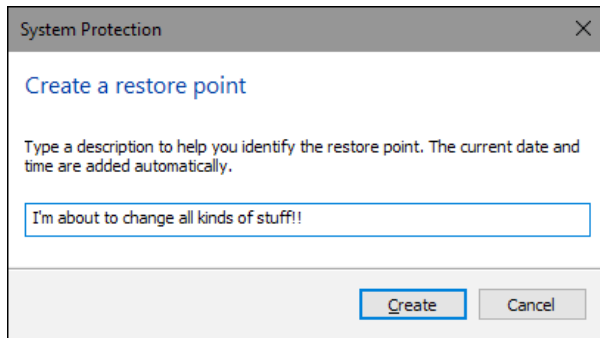 System Protection
Create a restore point
Type a description to help you identify the restore point. The current date and
time are added automatically.
I'm about to change all kinds of stuff!!
Create Cancel